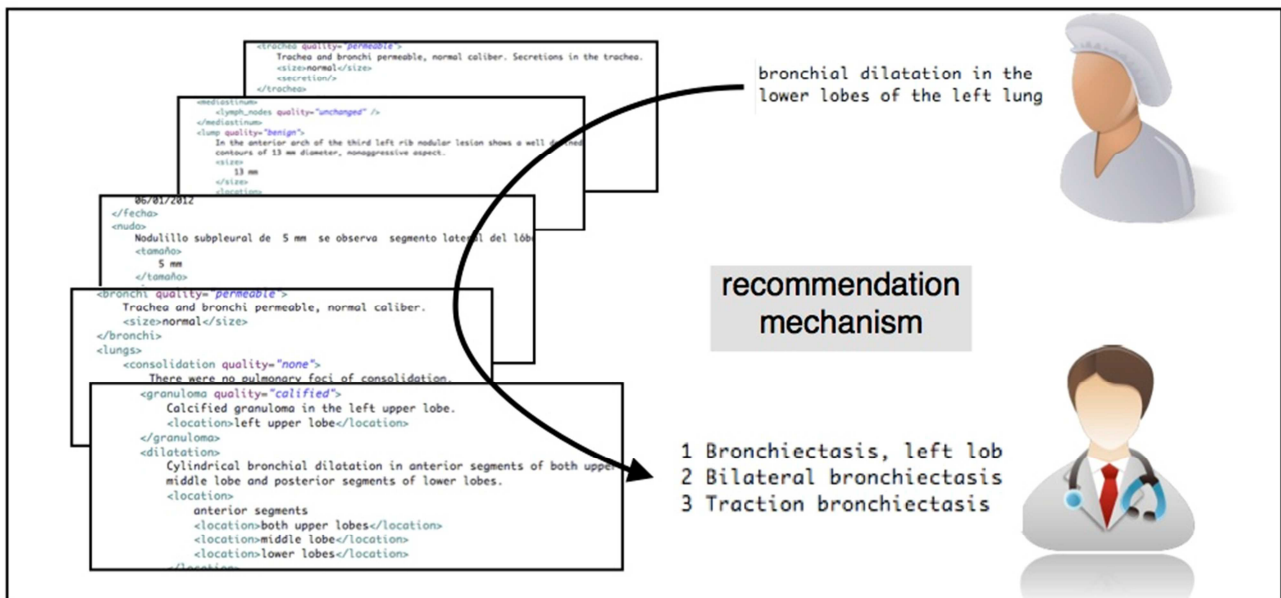 <trachea quality="permeable">
Trachea and bronchi permeable, normal caliber. Secretions in the trachea.
<size>normal</size>
<secretion/>
</trachea>
<mediastinum>
<lymph_nodes quality="unchanged" />
</mediastinum>
<lump quality="benign">
In the anterior arch of the third left rib nodular lesion shows a well defined
contours of 13 mm diameter, nonaggressive aspect.
<size>
13 mm
</size>
<location>
06/01/2012
</fecha>
<nudo>
Nodulillo subpleural de 5 mm se observa segmento lateral del lób
<tamaño>
5 mm
</tamaño>
<bronchi quality="permeable">
Trachea and bronchi permeable, normal caliber.
<size>normal</size>
</bronchi>
<lungs>
<consolidation quality="none">
There were no pulmonary foci of consolidation.
<granuloma quality="calified">
Calcified granuloma in the left upper lobe.
<location>left upper lobe</location>
</granuloma>
<dilatation>
Cylindrical bronchial dilatation in anterior segments of both upper
middle lobe and posterior segments of lower lobes.
<location>
anterior segments
<location>both upper lobes</location>
<location>middle lobe</location>
<location>lower lobes</location>
</location>
bronchial dilatation in the
lower lobes of the left lung
recommendation
mechanism
1 Bronchiectasis, left lob
2 Bilateral bronchiectasis
3 Traction bronchiectasis